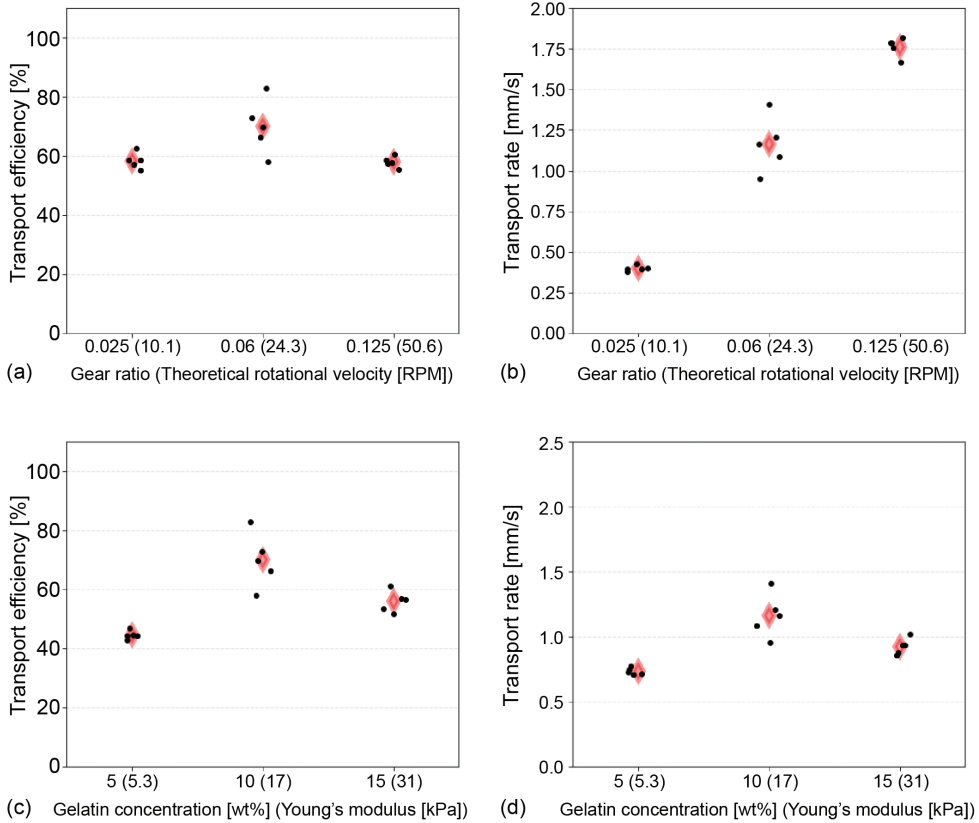 Transport efficiency [%]
100
80
60
40
20
0
0.025 (10.1) 0.06 (24.3) 0.125 (50.6)
(a) Gear ratio (Theoretical rotational velocity [RPM])
Transport rate [mm/s]
2.00
1.75
1.50
1.25
1.00
0.75
0.50
0.25
0.00
0.025 (10.1) 0.06 (24.3) 0.125 (50.6)
(b) Gear ratio (Theoretical rotational velocity [RPM])
Transport efficiency [%]
100
80
60
40
20
0
5 (5.3) 10 (17) 15 (31)
(c) Gelatin concentration [wt%] (Young’s modulus [kPa])
Transport rate [mm/s]
2.5
2.0
1.5
1.0
0.5
0.0
5 (5.3) 10 (17) 15 (31)
(d) Gelatin concentration [wt%] (Young’s modulus [kPa])